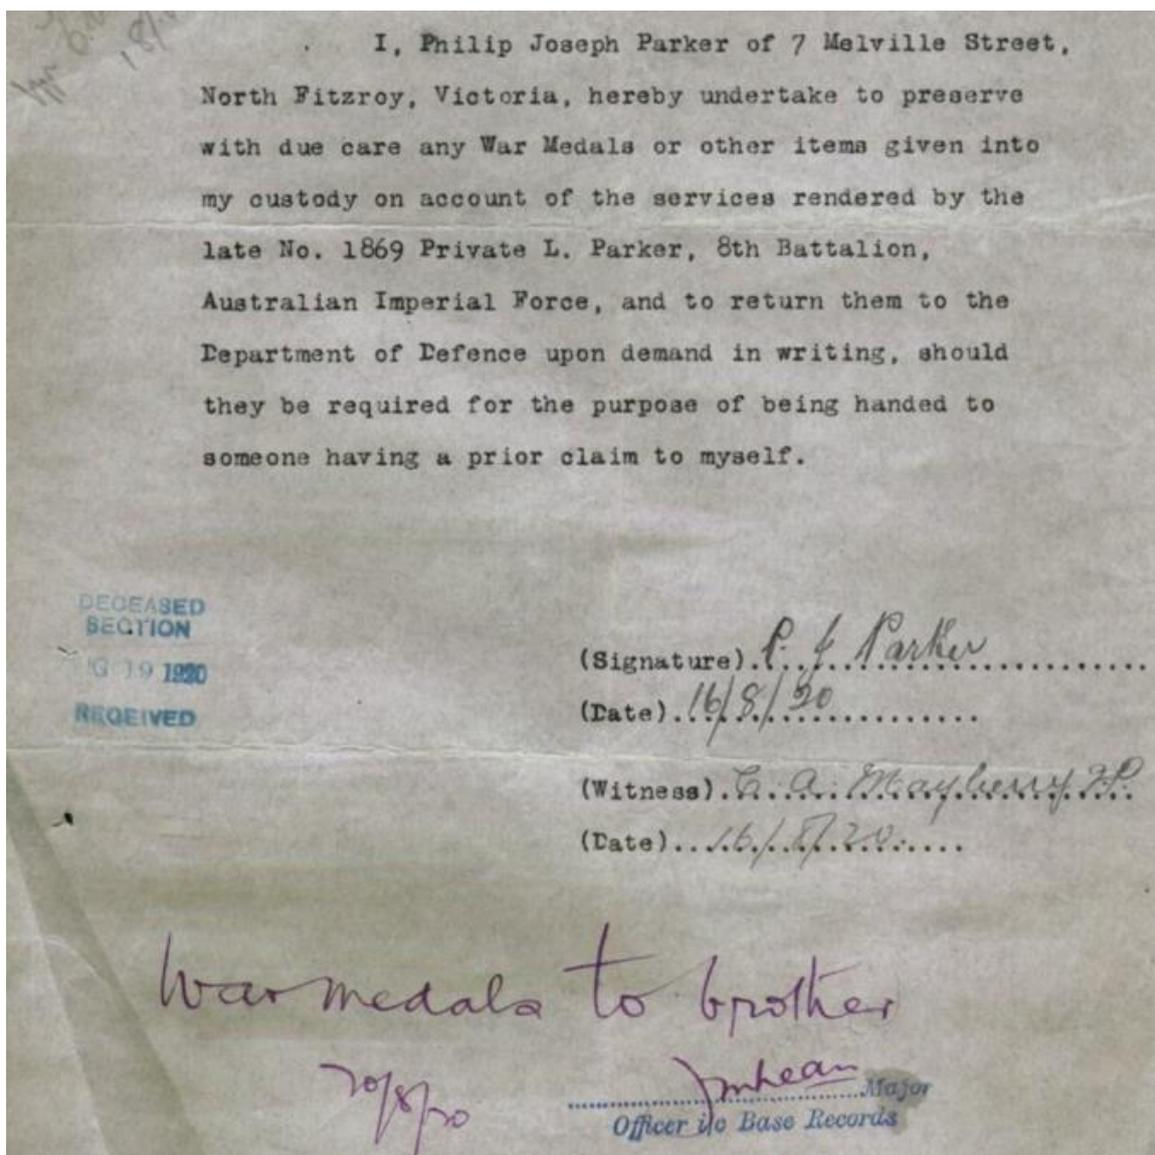 I, Philip Joseph Parker of 7 Melville Street,
North Fitzroy, Victoria, hereby undertake to preserve
with due care any War Medals or other items given into
my custody on account of the services rendered by the
late No. 1869 Private L. Parker, 8th Battalion,
Australian Imperial Force, and to return them to the
Department of Defence upon demand in writing, should
they be required for the purpose of being handed to
someone having a prior claim to myself.
DECEASED
SECTION
19 1920
RECEIVED
(Signature) P. J. Parker
(Date) 16/8/20
(Witness) C. A. Mayberry J.P.
(Date) 16/8/20
War medals to brother
20/8/20
JmLean Major
Officer i/c Base Records